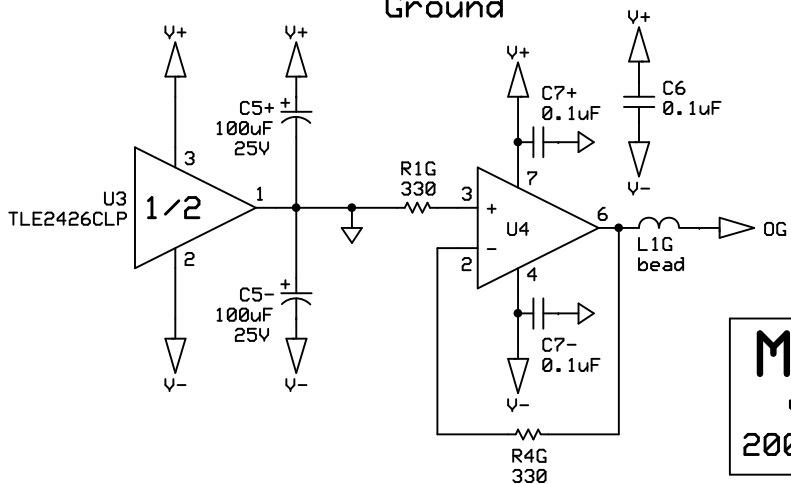 Ground
V+
V+
V+
V+
C5+
+
100uF
25V
C7+
0.1uF
C6
0.1uF
V-
3
U3
TLE2426CLP
1/2
1
2
R1G
330
3
+
7
U4
6
-
2
4
L1G
bead
OG
C5-
+
100uF
25V
C7-
0.1uF
V-
V-
V-
R4G
330
M
200